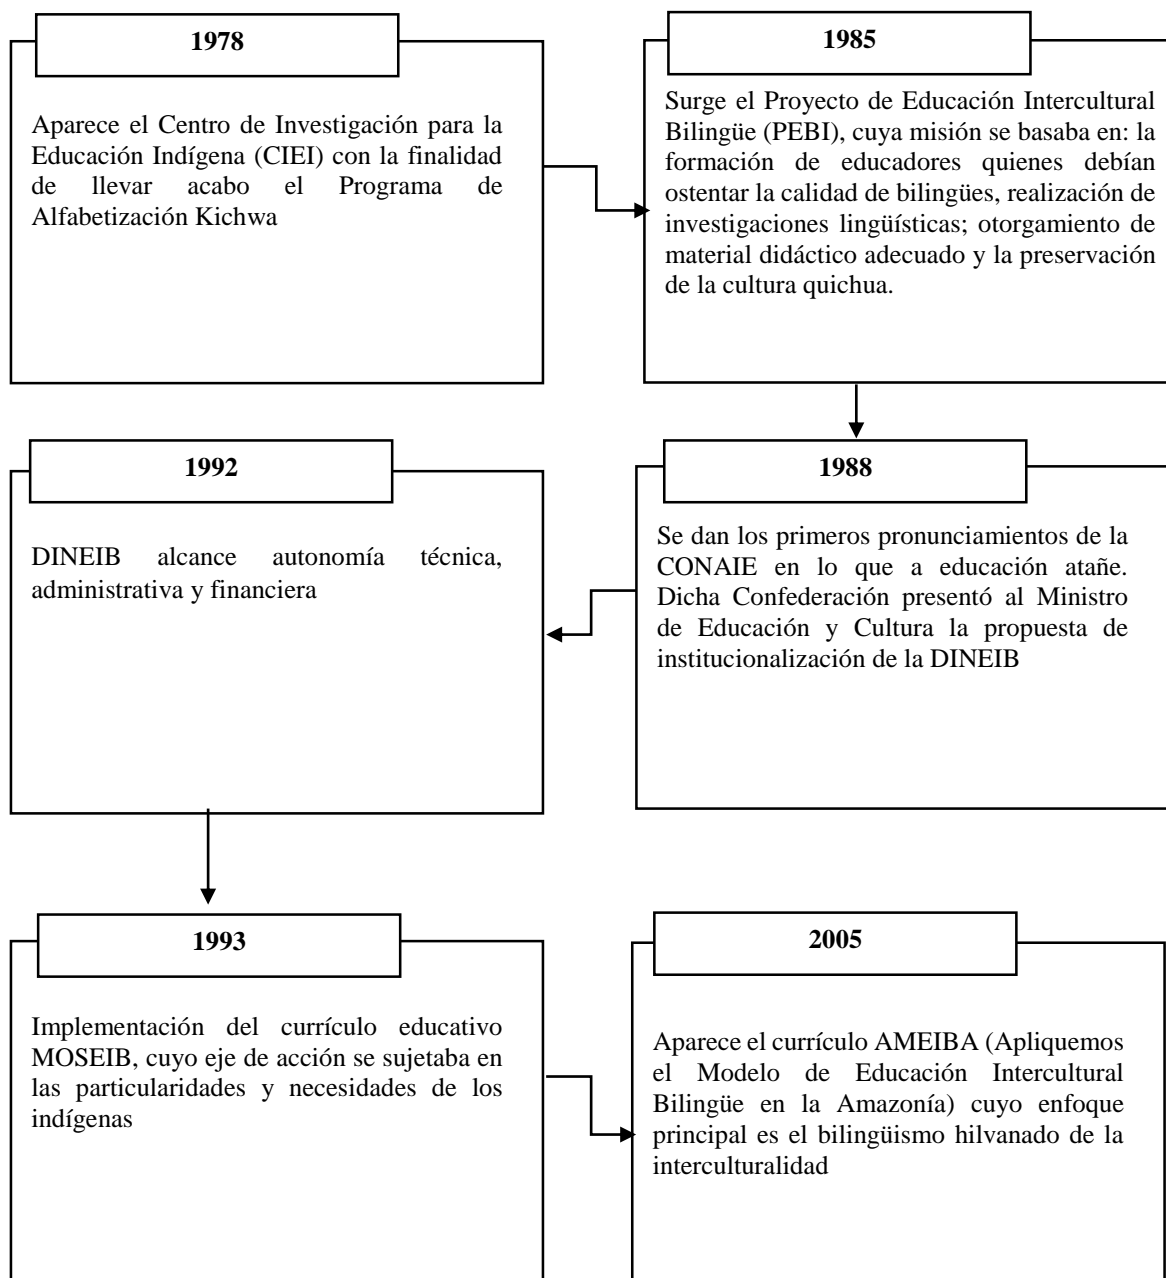 1978
Aparece el Centro de Investigación para la
Educación Indígena (CIEI) con la finalidad
de llevar acabo el Programa de
Alfabetización Kichwa
1985
Surge el Proyecto de Educación Intercultural
Bilingüe (PEBI), cuya misión se basaba en: la
formación de educadores quienes debían
ostentar la calidad de bilingües, realización de
investigaciones lingüísticas; otorgamiento de
material didáctico adecuado y la preservación
de la cultura quichua.
1988
Se dan los primeros pronunciamientos de la
CONAIE en lo que a educación atañe.
Dicha Confederación presentó al Ministro
de Educación y Cultura la propuesta de
institucionalización de la DINEIB
1992
DINEIB alcance autonomía técnica,
administrativa y financiera
1993
Implementación del currículo educativo
MOSEIB, cuyo eje de acción se sujetaba en
las particularidades y necesidades de los
indígenas
2005
Aparece el currículo AMEIBA (Apliquemos
el Modelo de Educación Intercultural
Bilingüe en la Amazonía) cuyo enfoque
principal es el bilingüismo hilvanado de la
interculturalidad